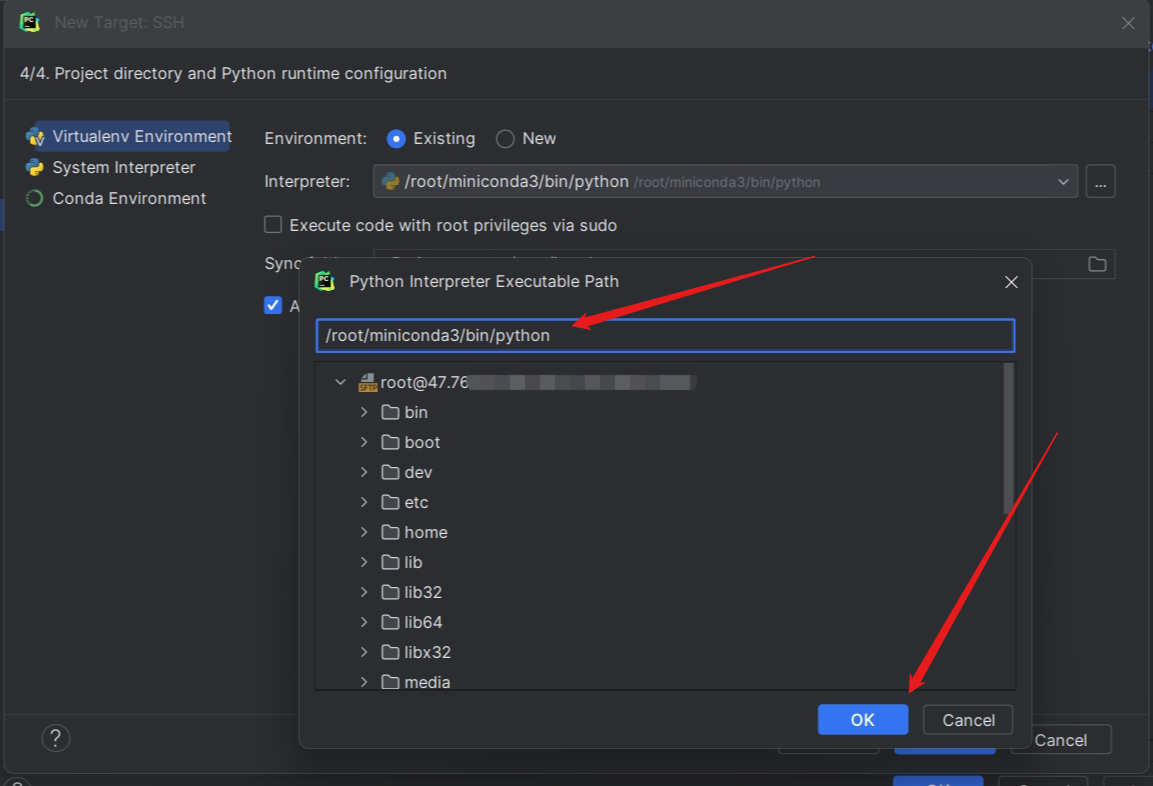 New Target: SSH
4/4. Project directory and Python runtime configuration
Virtualenv Environment
System Interpreter
Conda Environment
Environment: Existing New
Interpreter: /root/miniconda3/bin/python /root/miniconda3/bin/python ...
Execute code with root privileges via sudo
Sync
A
Python Interpreter Executable Path
/root/miniconda3/bin/python
SFTP root@47.76
bin
boot
dev
etc
home
lib
lib32
lib64
libx32
media
OK Cancel
? Cancel